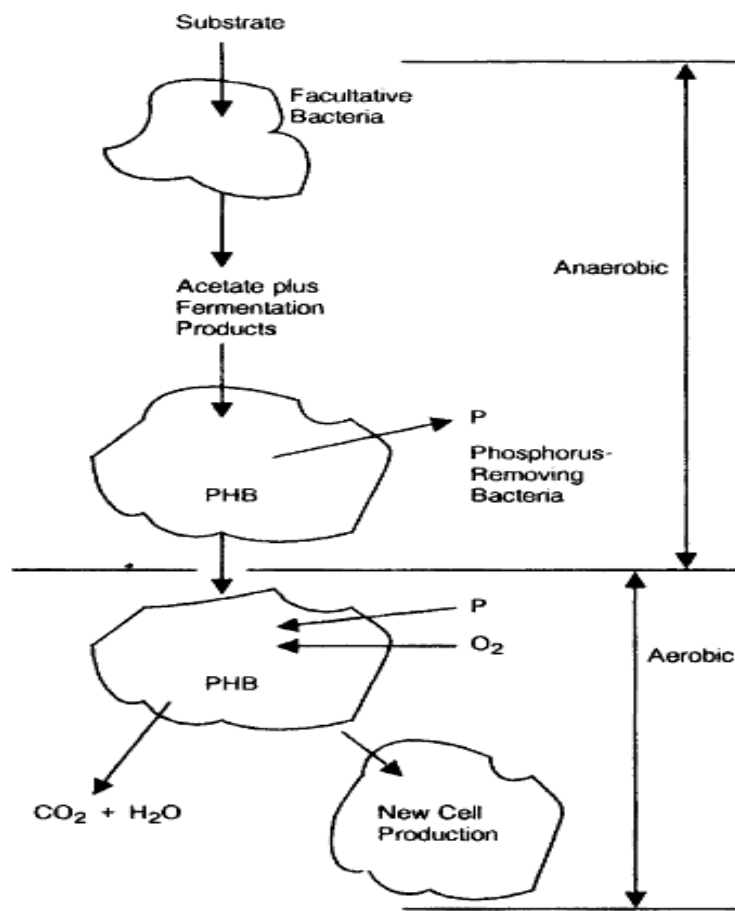 Substrate
Facultative
Bacteria
Anaerobic
Acetate plus
Fermentation
Products
P
Phosphorus-
Removing
Bacteria
PHB
P
O₂
Aerobic
PHB
CO₂ + H₂O
New Cell
Production